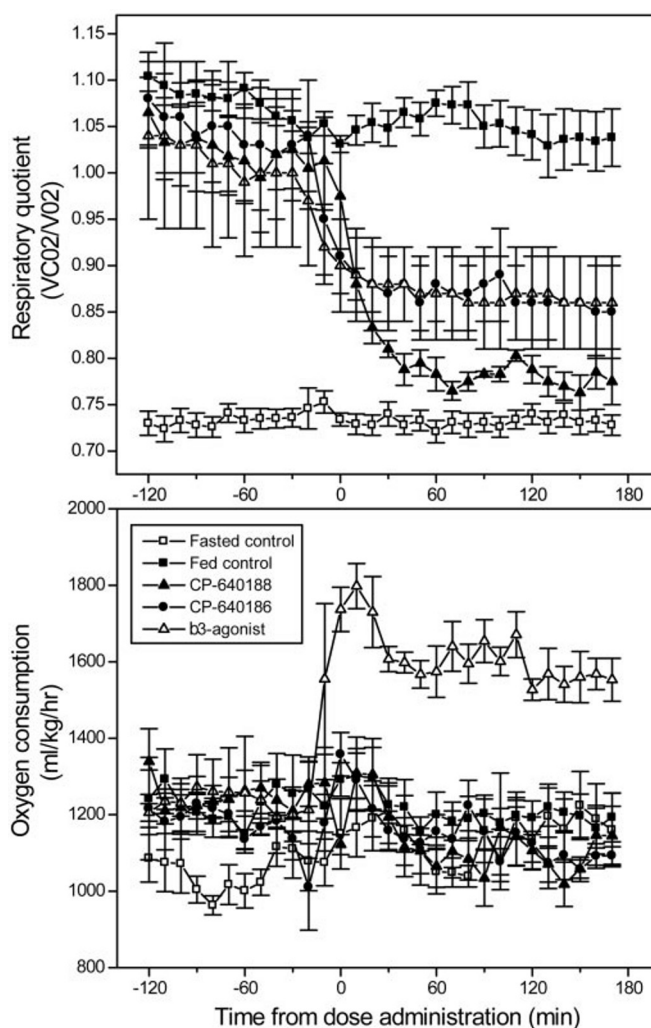 Respiratory quotient
(VC02/V02)
1.15
1.10
1.05
1.00
0.95
0.90
0.85
0.80
0.75
0.70
-120
-60
0
60
120
180
Oxygen consumption
(ml/kg/hr)
2000
1800
1600
1400
1200
1000
800
Fasted control
Fed control
CP-640188
CP-640186
b3-agonist
-120
-60
0
60
120
180
Time from dose administration (min)